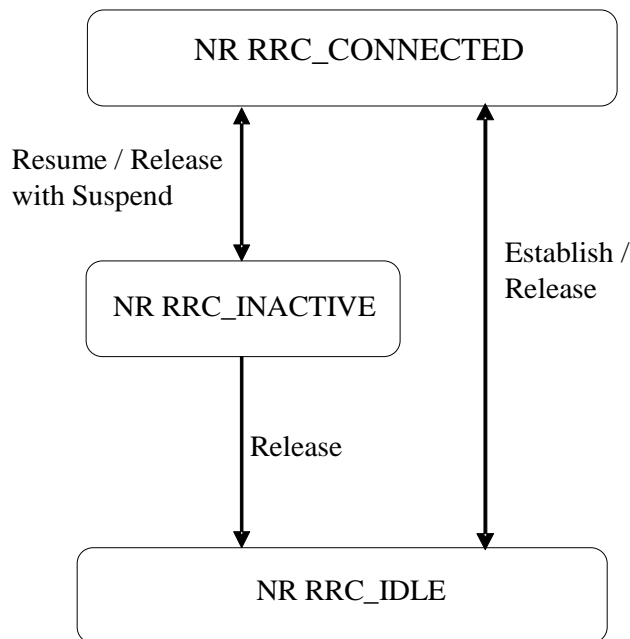 NR RRC_CONNECTED
Resume / Release
with Suspend
Establish /
Release
NR RRC_INACTIVE
Release
NR RRC_IDLE